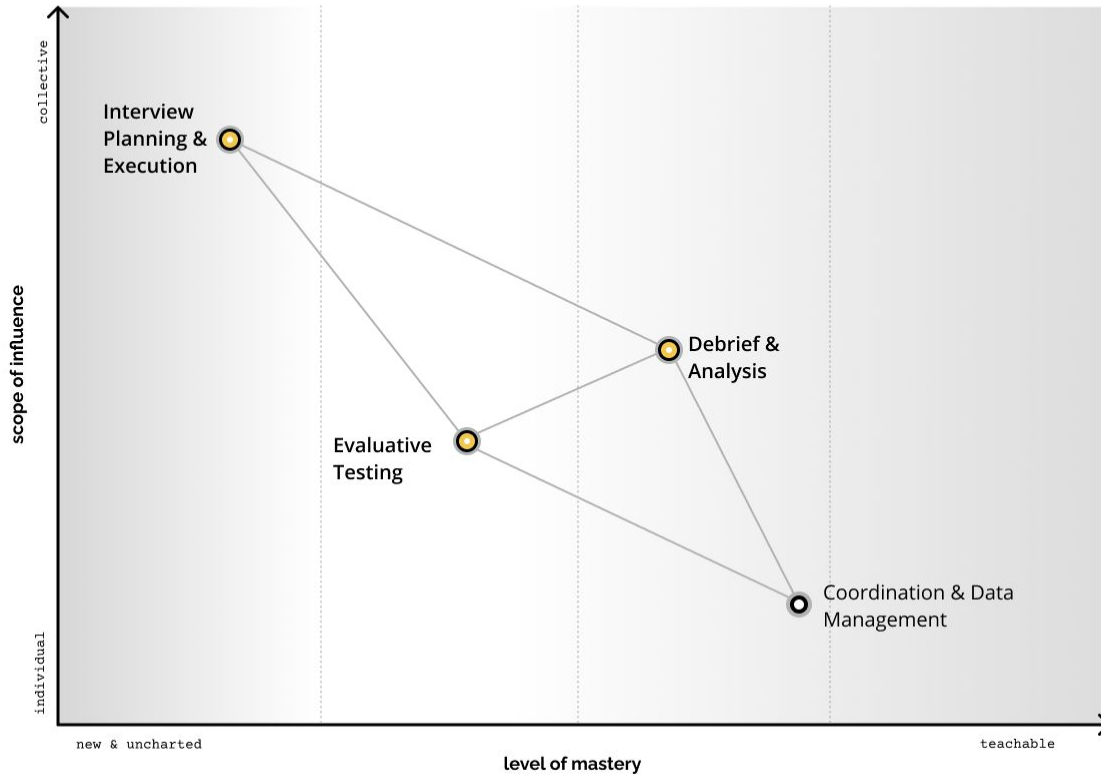 collective
Interview
Planning &
Execution
scope of influence
Debrief &
Analysis
Evaluative
Testing
Coordination & Data
Management
individual
new & uncharted
teachable
level of mastery